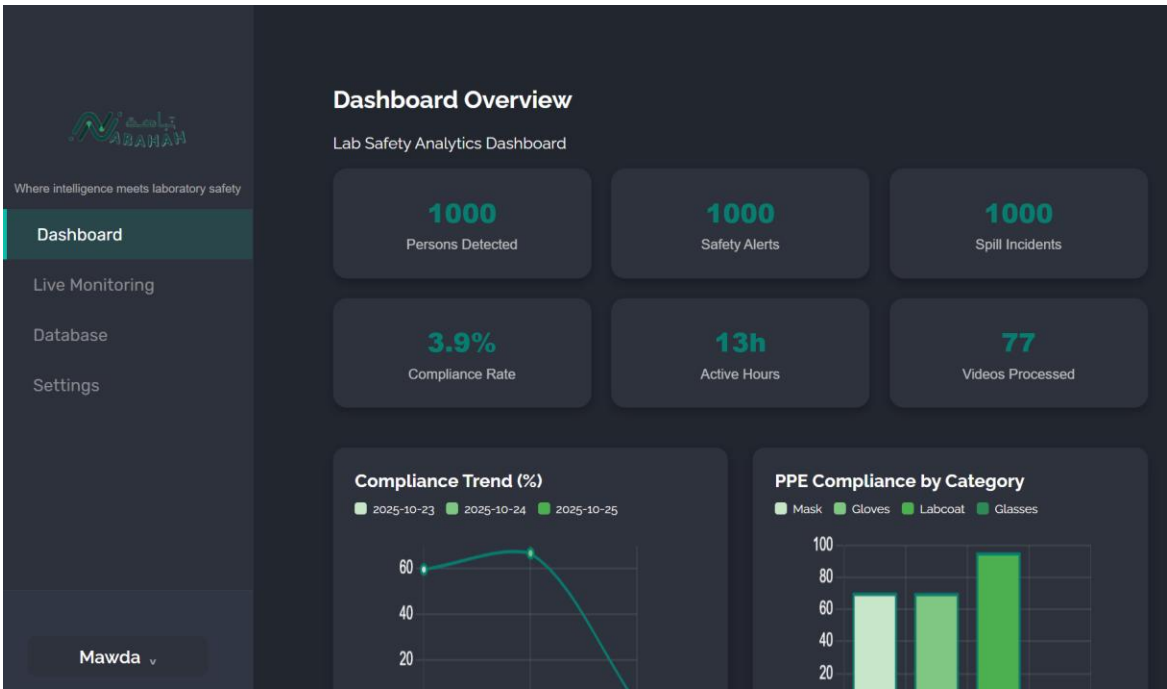 نباهة
NABAHAH
Where intelligence meets laboratory safety
Dashboard
Live Monitoring
Database
Settings
Mawda
Dashboard Overview
Lab Safety Analytics Dashboard
1000
Persons Detected
1000
Safety Alerts
1000
Spill Incidents
3.9%
Compliance Rate
13h
Active Hours
77
Videos Processed
Compliance Trend (%)
2025-10-23 2025-10-24 2025-10-25
60
40
20
PPE Compliance by Category
Mask Gloves Labcoat Glasses
100
80
60
40
20